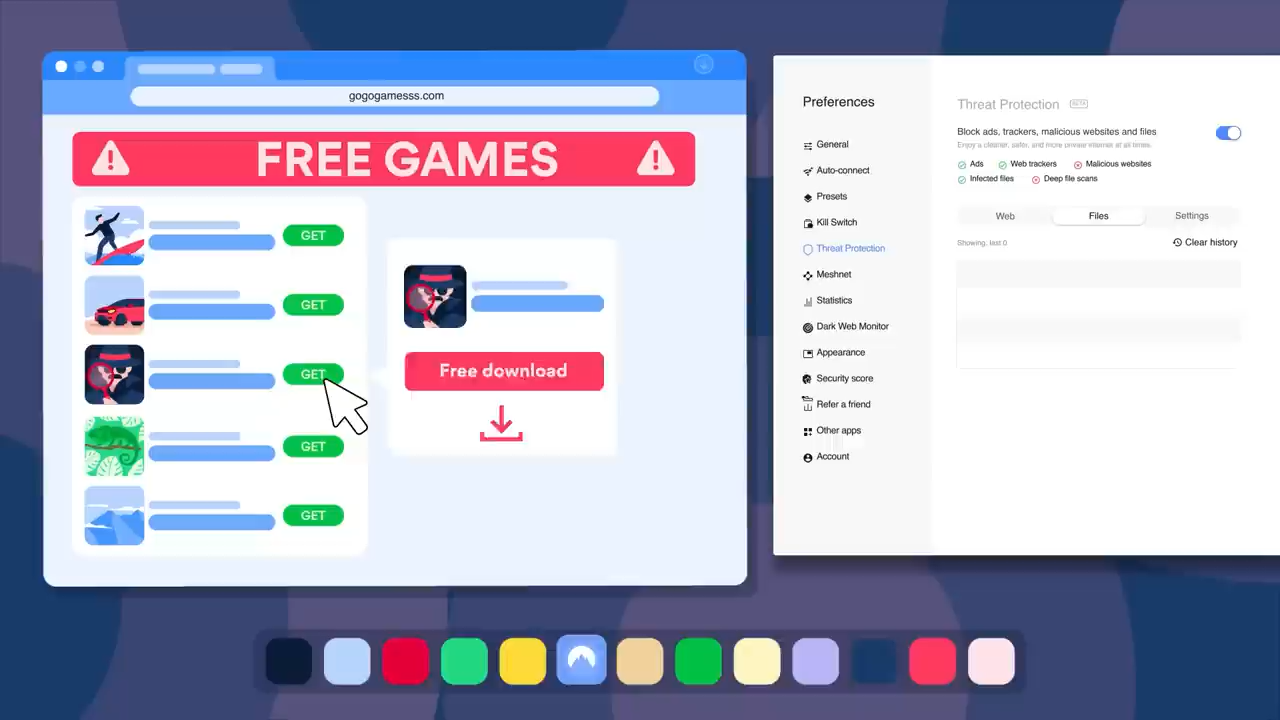 gogogamesss.com
FREE GAMES
GET
GET
GET
GET
GET
Free download
Preferences
General
Auto-connect
Presets
Kill Switch
Threat Protection
Meshnet
Statistics
Dark Web Monitor
Appearance
Security score
Refer a friend
Other apps
Account
Threat Protection BETA
Block ads, trackers, malicious websites and files
Enjoy a cleaner, safer, and more private internet at all times.
Ads Web trackers Malicious websites
Infected files Deep file scans
Web Files Settings
Showing, last 0 Clear history